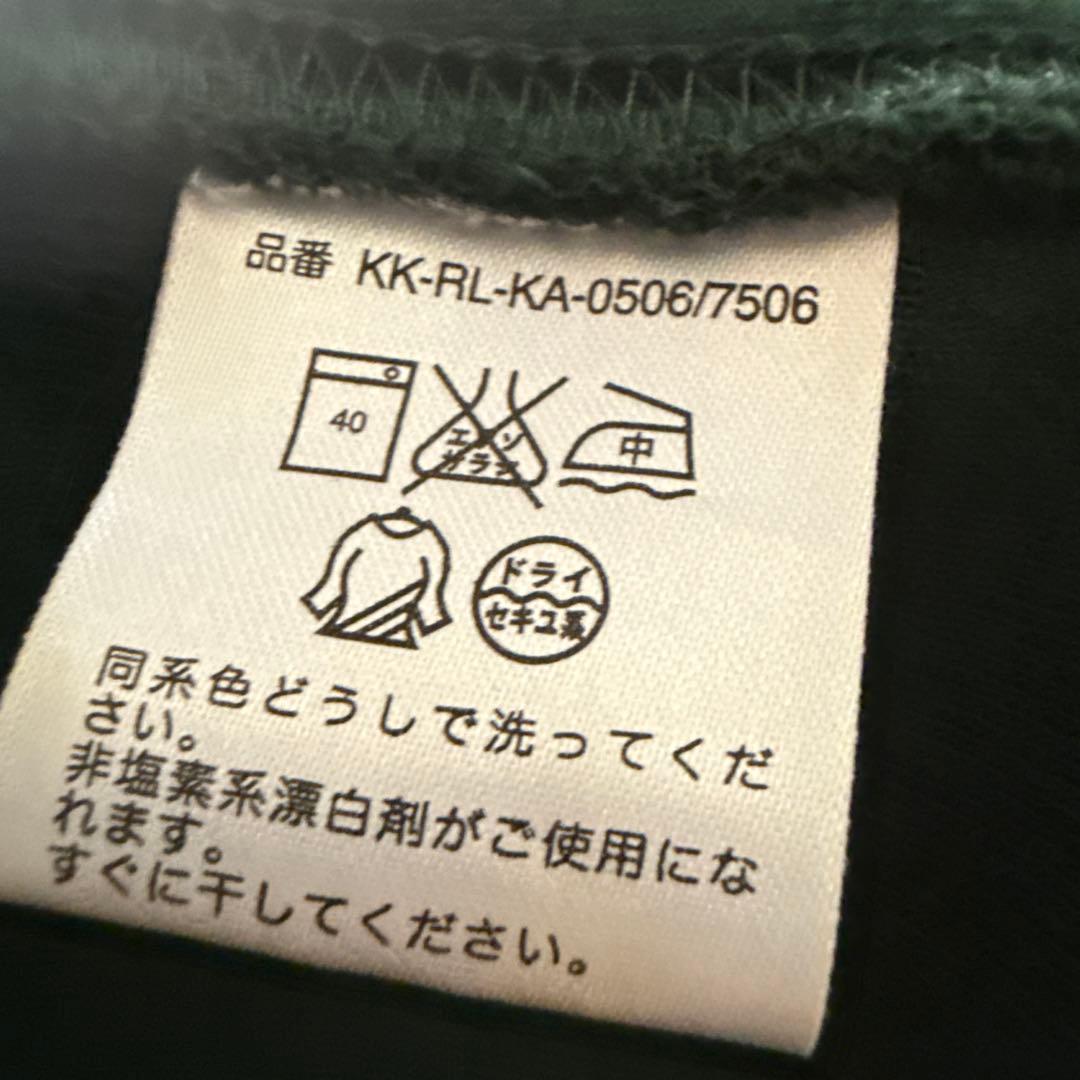 品番 KK-RL-KA-0506/7506
40
エンソ
サラシ
中
ドライ
セキユ系
同系色どうしで洗ってくだ
さい。
非塩素系漂白剤がご使用にな
れます。
すぐに干してください。